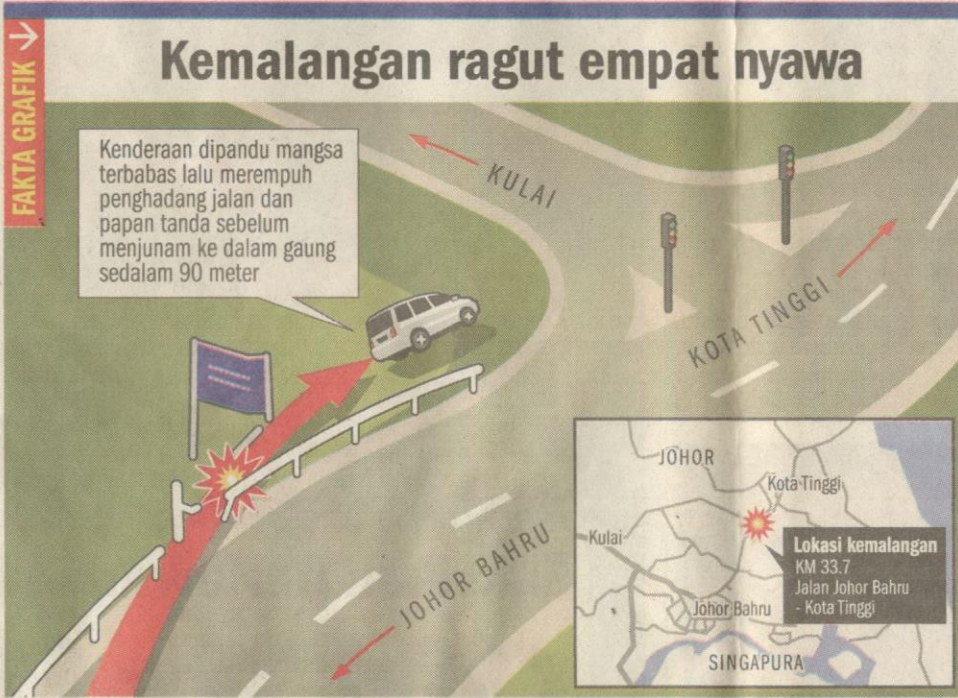 FAKTA GRAFIK
Kemalangan ragut empat nyawa
Kenderaan dipandu mangsa
terbabas lalu merempuh
penghadang jalan dan
papan tanda sebelum
menjunam ke dalam gaung
sedalam 90 meter
KULAI
KOTA TINGGI
JOHOR BAHRU
JOHOR
Kota Tinggi
Kulai
Lokasi kemalangan
KM 33.7
Jalan Johor Bahru
- Kota Tinggi
Johor Bahru
SINGAPURA